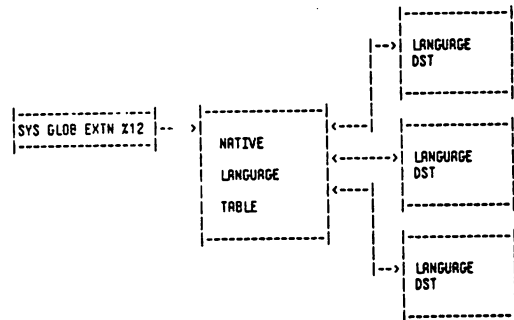 LANGUAGE
DST
SYS GLOB EXTN %12
NATIVE
LANGUAGE
TABLE
LANGUAGE
DST
LANGUAGE
DST